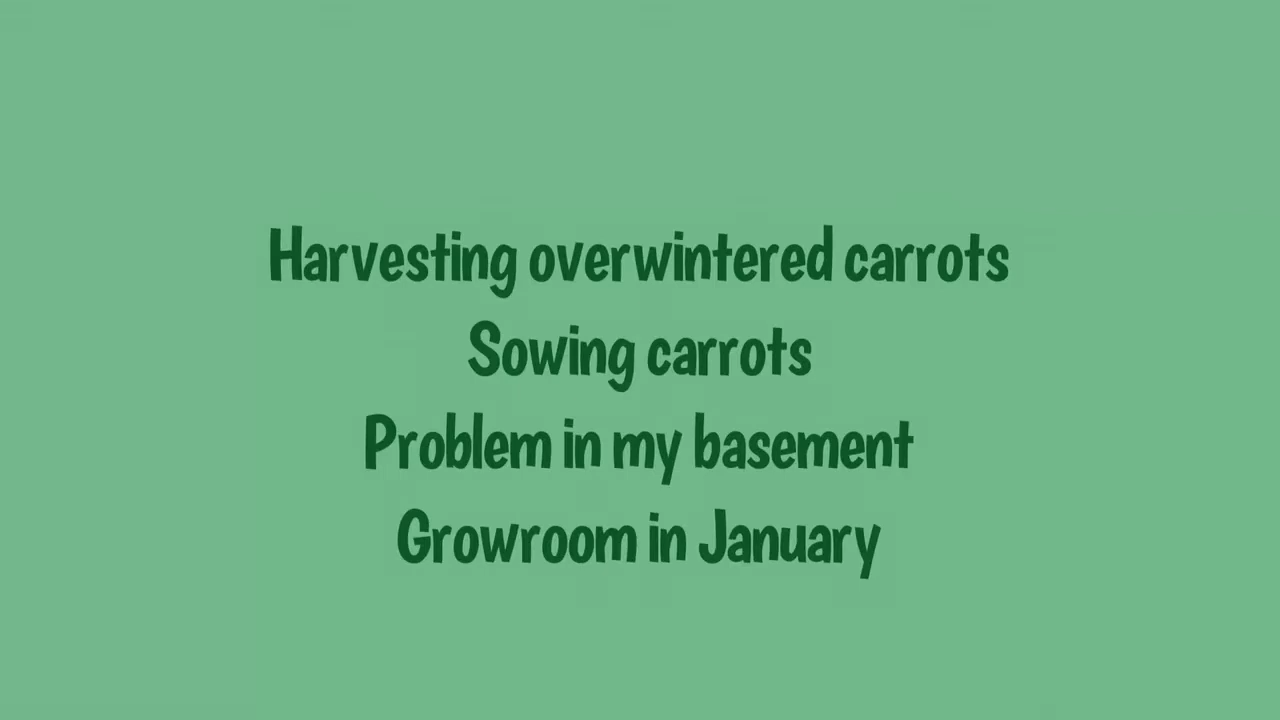 Harvesting overwintered carrots
Sowing carrots
Problem in my basement
Growroom in January